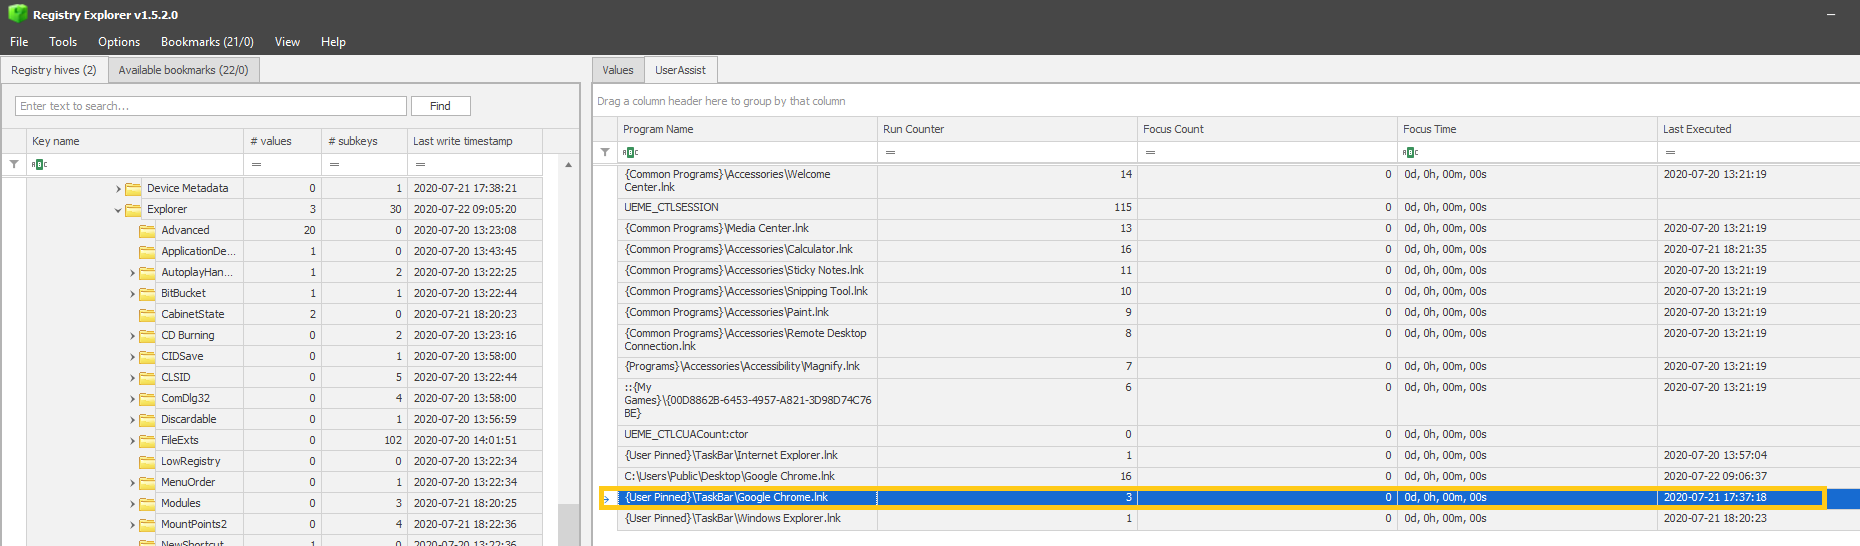 Registry Explorer v1.5.2.0
File Tools Options Bookmarks (21/0) View Help
Registry hives (2) Available bookmarks (22/0)
Enter text to search... Find
Key name # values # subkeys Last write timestamp
ABC = = =
Device Metadata 0 1 2020-07-21 17:38:21
Explorer 3 30 2020-07-22 09:05:20
Advanced 20 0 2020-07-20 13:23:08
ApplicationDe... 1 0 2020-07-20 13:43:45
AutoplayHan... 1 2 2020-07-20 13:22:25
BitBucket 1 1 2020-07-20 13:22:44
CabinetState 2 0 2020-07-21 18:20:23
CD Burning 0 2 2020-07-20 13:23:16
CIDSave 0 1 2020-07-20 13:58:00
CLSID 0 5 2020-07-20 13:22:44
ComDlg32 0 4 2020-07-20 13:58:00
Discardable 0 1 2020-07-20 13:56:59
FileExts 0 102 2020-07-20 14:01:51
LowRegistry 0 0 2020-07-20 13:22:34
MenuOrder 0 1 2020-07-20 13:22:34
Modules 0 3 2020-07-21 18:20:25
MountPoints2 0 4 2020-07-21 18:22:36
NewShortcut 1 0 2020-07-20 13:22:36
Values UserAssist
Drag a column header here to group by that column
Program Name Run Counter Focus Count Focus Time Last Executed
ABC = = ABC =
{Common Programs}\Accessories\Welcome 14 0 0d, 0h, 00m, 00s 2020-07-20 13:21:19
Center.lnk
UEME_CTLSESSION 115 0 0d, 0h, 00m, 00s
{Common Programs}\Media Center.lnk 13 0 0d, 0h, 00m, 00s 2020-07-20 13:21:19
{Common Programs}\Accessories\Calculator.lnk 16 0 0d, 0h, 00m, 00s 2020-07-21 18:21:35
{Common Programs}\Accessories\Sticky Notes.lnk 11 0 0d, 0h, 00m, 00s 2020-07-20 13:21:19
{Common Programs}\Accessories\Snipping Tool.lnk 10 0 0d, 0h, 00m, 00s 2020-07-20 13:21:19
{Common Programs}\Accessories\Paint.lnk 9 0 0d, 0h, 00m, 00s 2020-07-20 13:21:19
{Common Programs}\Accessories\Remote Desktop 8 0 0d, 0h, 00m, 00s 2020-07-20 13:21:19
Connection.lnk
{Programs}\Accessories\Accessibility\Magnify.lnk 7 0 0d, 0h, 00m, 00s 2020-07-20 13:21:19
::{My 6 0 0d, 0h, 00m, 00s 2020-07-20 13:21:19
Games}\{00D8862B-6453-4957-A821-3D98D74C76
BE}
UEME_CTLCUACount:ctor 0 0 0d, 0h, 00m, 00s
{User Pinned}\TaskBar\Internet Explorer.lnk 1 0 0d, 0h, 00m, 00s 2020-07-20 13:57:04
C:\Users\Public\Desktop\Google Chrome.lnk 16 0 0d, 0h, 00m, 00s 2020-07-22 09:06:37
{User Pinned}\TaskBar\Google Chrome.lnk 3 0 0d, 0h, 00m, 00s 2020-07-21 17:37:18
{User Pinned}\TaskBar\Windows Explorer.lnk 1 0 0d, 0h, 00m, 00s 2020-07-21 18:20:23